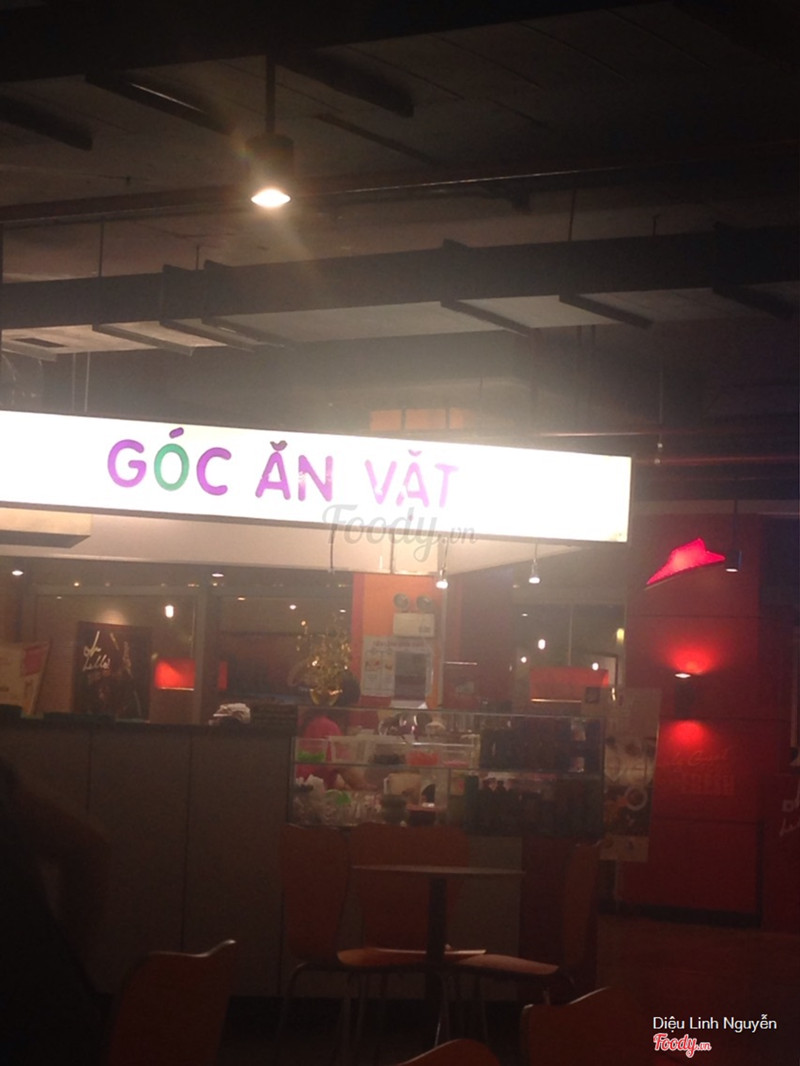 GÓC ĂN VẶT
Foody.vn
Diệu Linh Nguyễn
Foody.vn